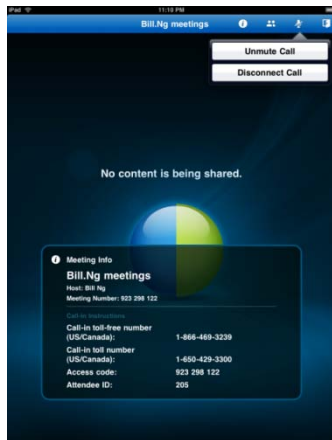 iPad
11:18 PM
Bill.Ng meetings
Unmute Call
Disconnect Call
No content is being shared.
Meeting Info
Bill.Ng meetings
Host: Bill Ng
Meeting Number: 923 298 122
Call-in Instructions
Call-in toll-free number
(US/Canada): 1-866-469-3239
Call-in toll number
(US/Canada): 1-650-429-3300
Access code: 923 298 122
Attendee ID: 205